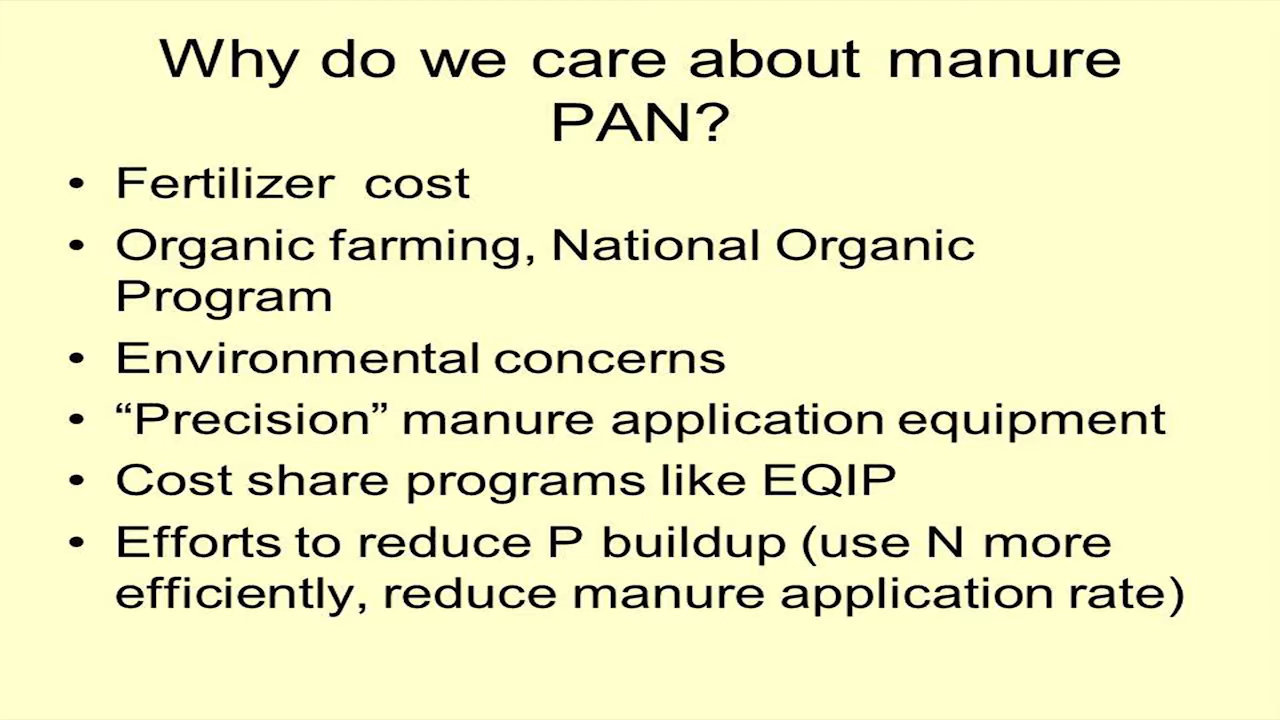 Why do we care about manure
PAN?
• Fertilizer  cost
• Organic farming, National Organic
Program
• Environmental concerns
• “Precision” manure application equipment
• Cost share programs like EQIP
• Efforts to reduce P buildup (use N more
efficiently, reduce manure application rate)